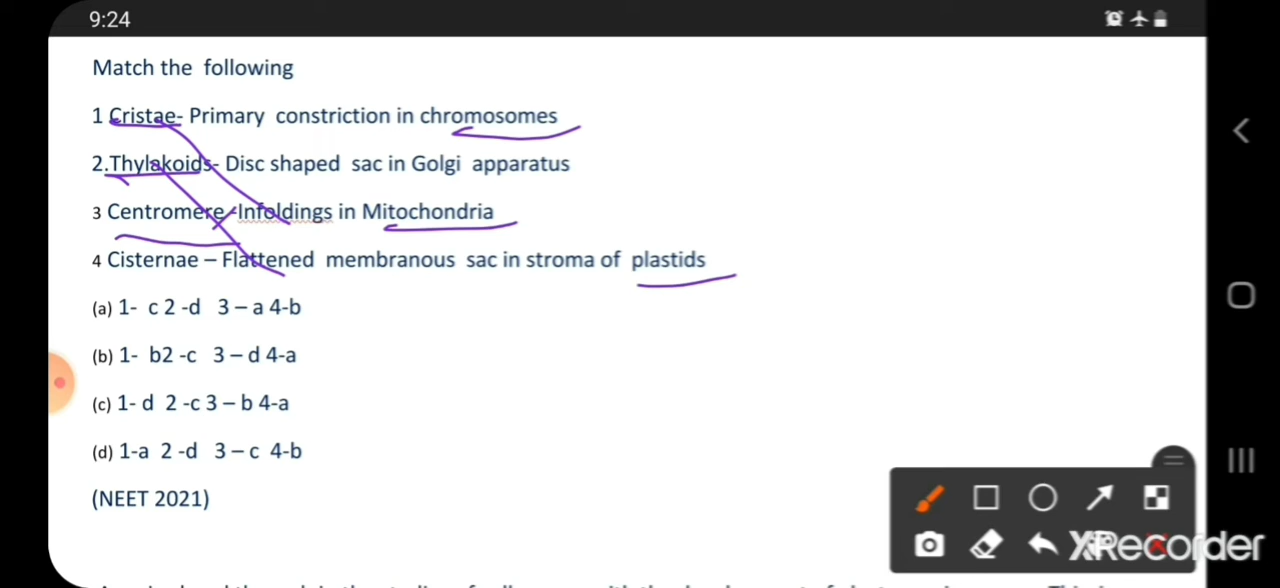 9:24
Match the following
1 Cristae- Primary constriction in chromosomes
2.Thylakoids- Disc shaped sac in Golgi apparatus
3 Centromere -Infoldings in Mitochondria
4 Cisternae – Flattened membranous sac in stroma of plastids
(a) 1- c 2 -d 3 – a 4-b
(b) 1- b2 -c 3 – d 4-a
(c) 1- d 2 -c 3 – b 4-a
(d) 1-a 2 -d 3 – c 4-b
(NEET 2021)
XRecorder